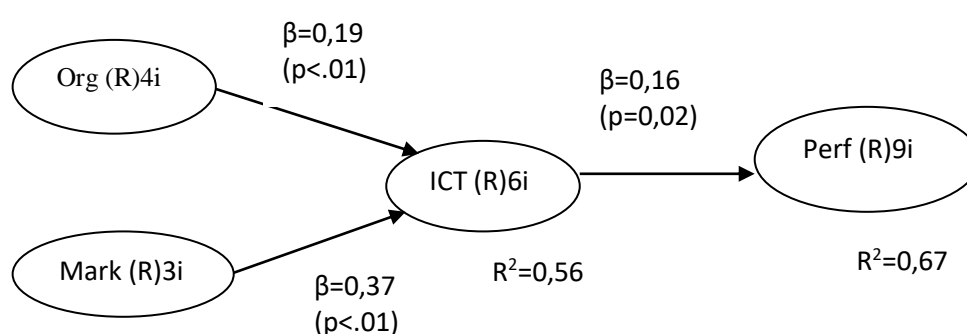 β=0,19
(p<.01)
Org (R)4i
β=0,16
(p=0,02)
Perf (R)9i
ICT (R)6i
Mark (R)3i
β=0,37
(p<.01)
R²=0,56
R²=0,67